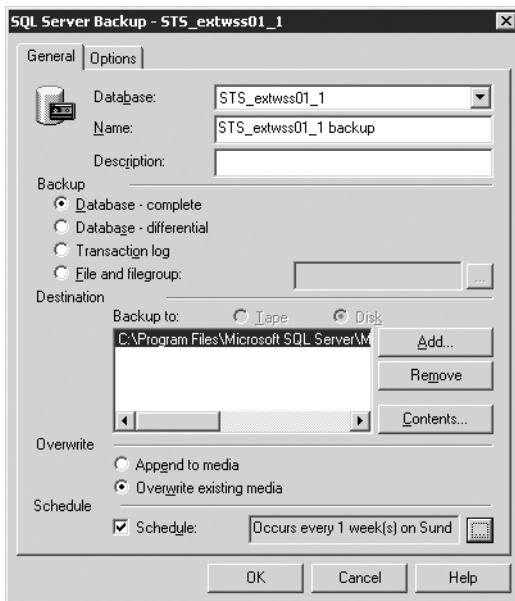 SQL Server Backup - STS_extwss01_1
General
Options
Database: STS_extwss01_1
Name: STS_extwss01_1 backup
Description:
Backup
Database - complete
Database - differential
Transaction log
File and filegroup: ...
Destination
Backup to: Tape Disk
C:\Program Files\Microsoft SQL Server\M
Add...
Remove
Contents...
Overwrite
Append to media
Overwrite existing media
Schedule
Schedule: Occurs every 1 week(s) on Sund ...
OK Cancel Help